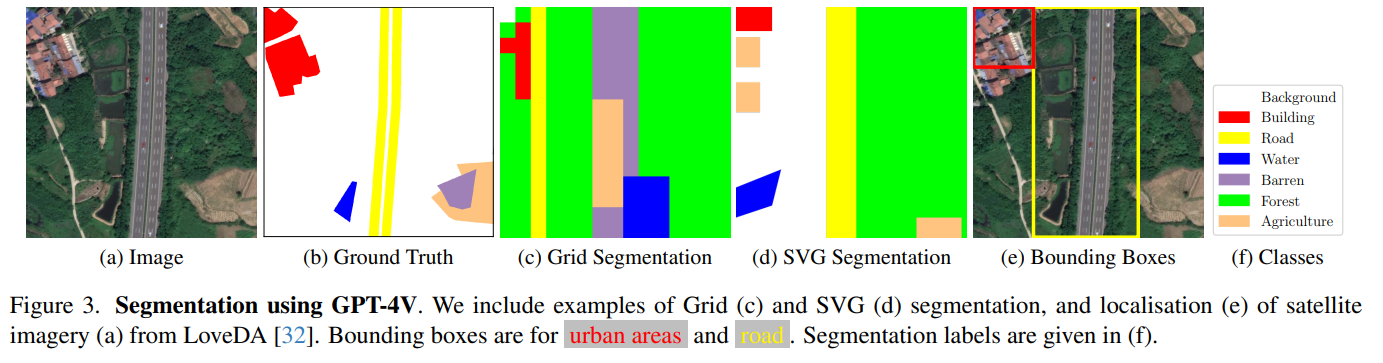 Background
Building
Road
Water
Barren
Forest
Agriculture
(a) Image
(b) Ground Truth
(c) Grid Segmentation
(d) SVG Segmentation
(e) Bounding Boxes
(f) Classes
Figure 3. Segmentation using GPT-4V. We include examples of Grid (c) and SVG (d) segmentation, and localisation (e) of satellite
imagery (a) from LoveDA [32]. Bounding boxes are for urban areas and road. Segmentation labels are given in (f).